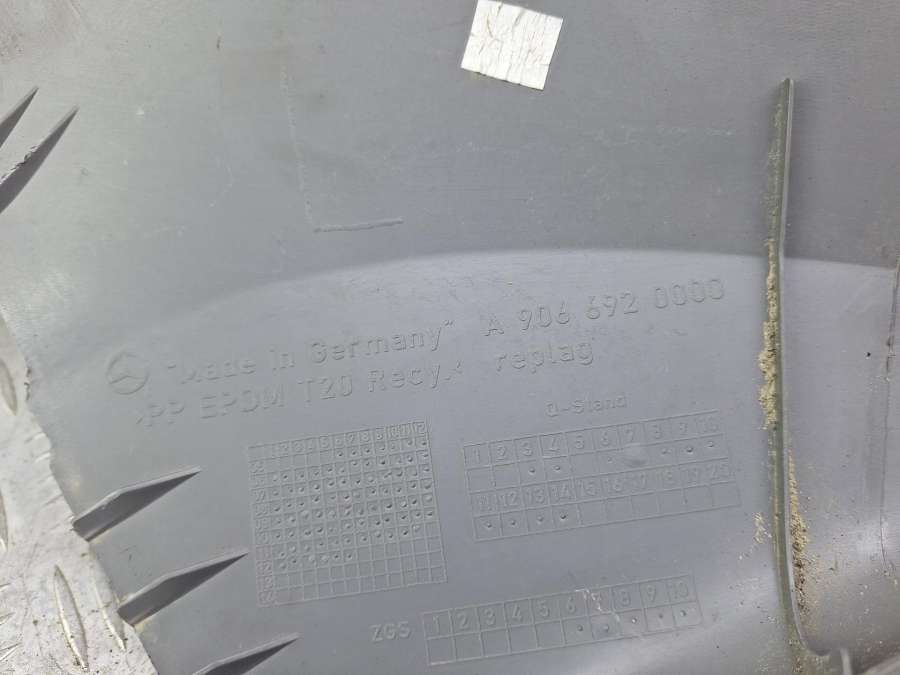 "Made in Germany" A 906 692 0000
>PP EPDM T20 Recy.< replag
Q-Stand
1 2 3 4 5 6 7 8 9 10
11 12 13 14 15 16 17 18 19 20
ZGS 1 2 3 4 5 6 7 8 9 10